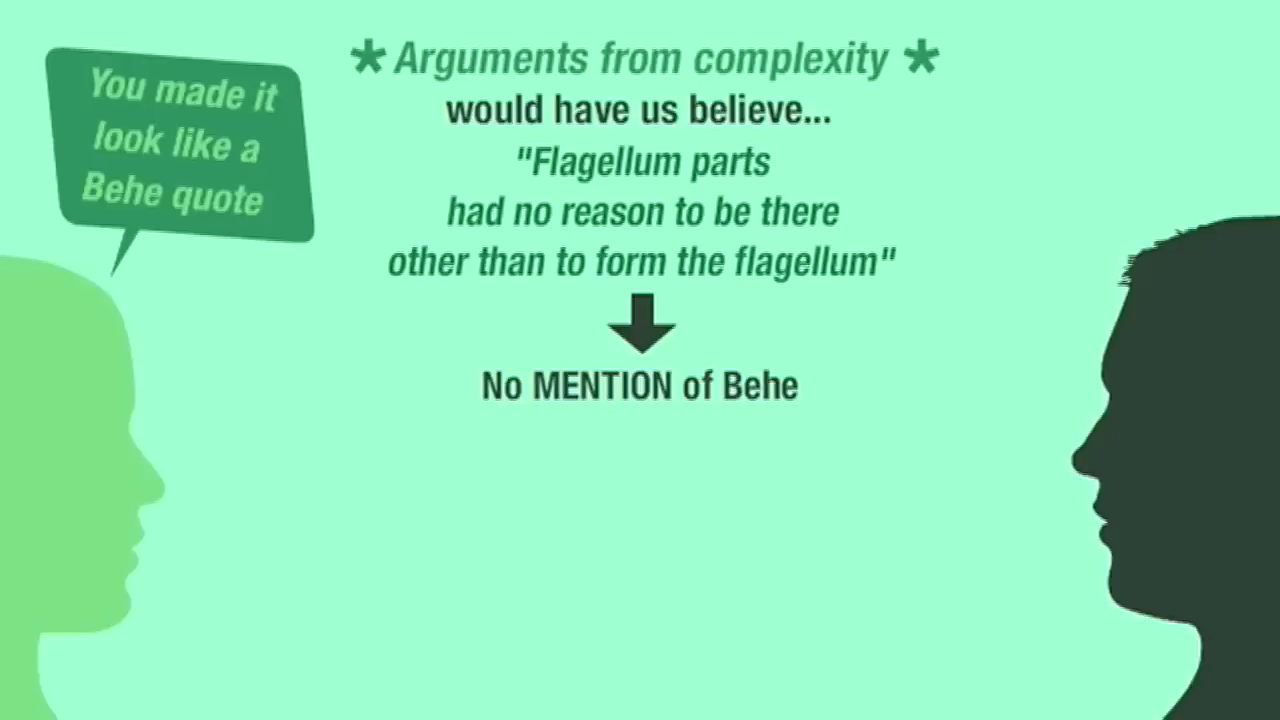 You made it
look like a
Behe quote
* Arguments from complexity *
would have us believe...
"Flagellum parts
had no reason to be there
other than to form the flagellum"
No MENTION of Behe